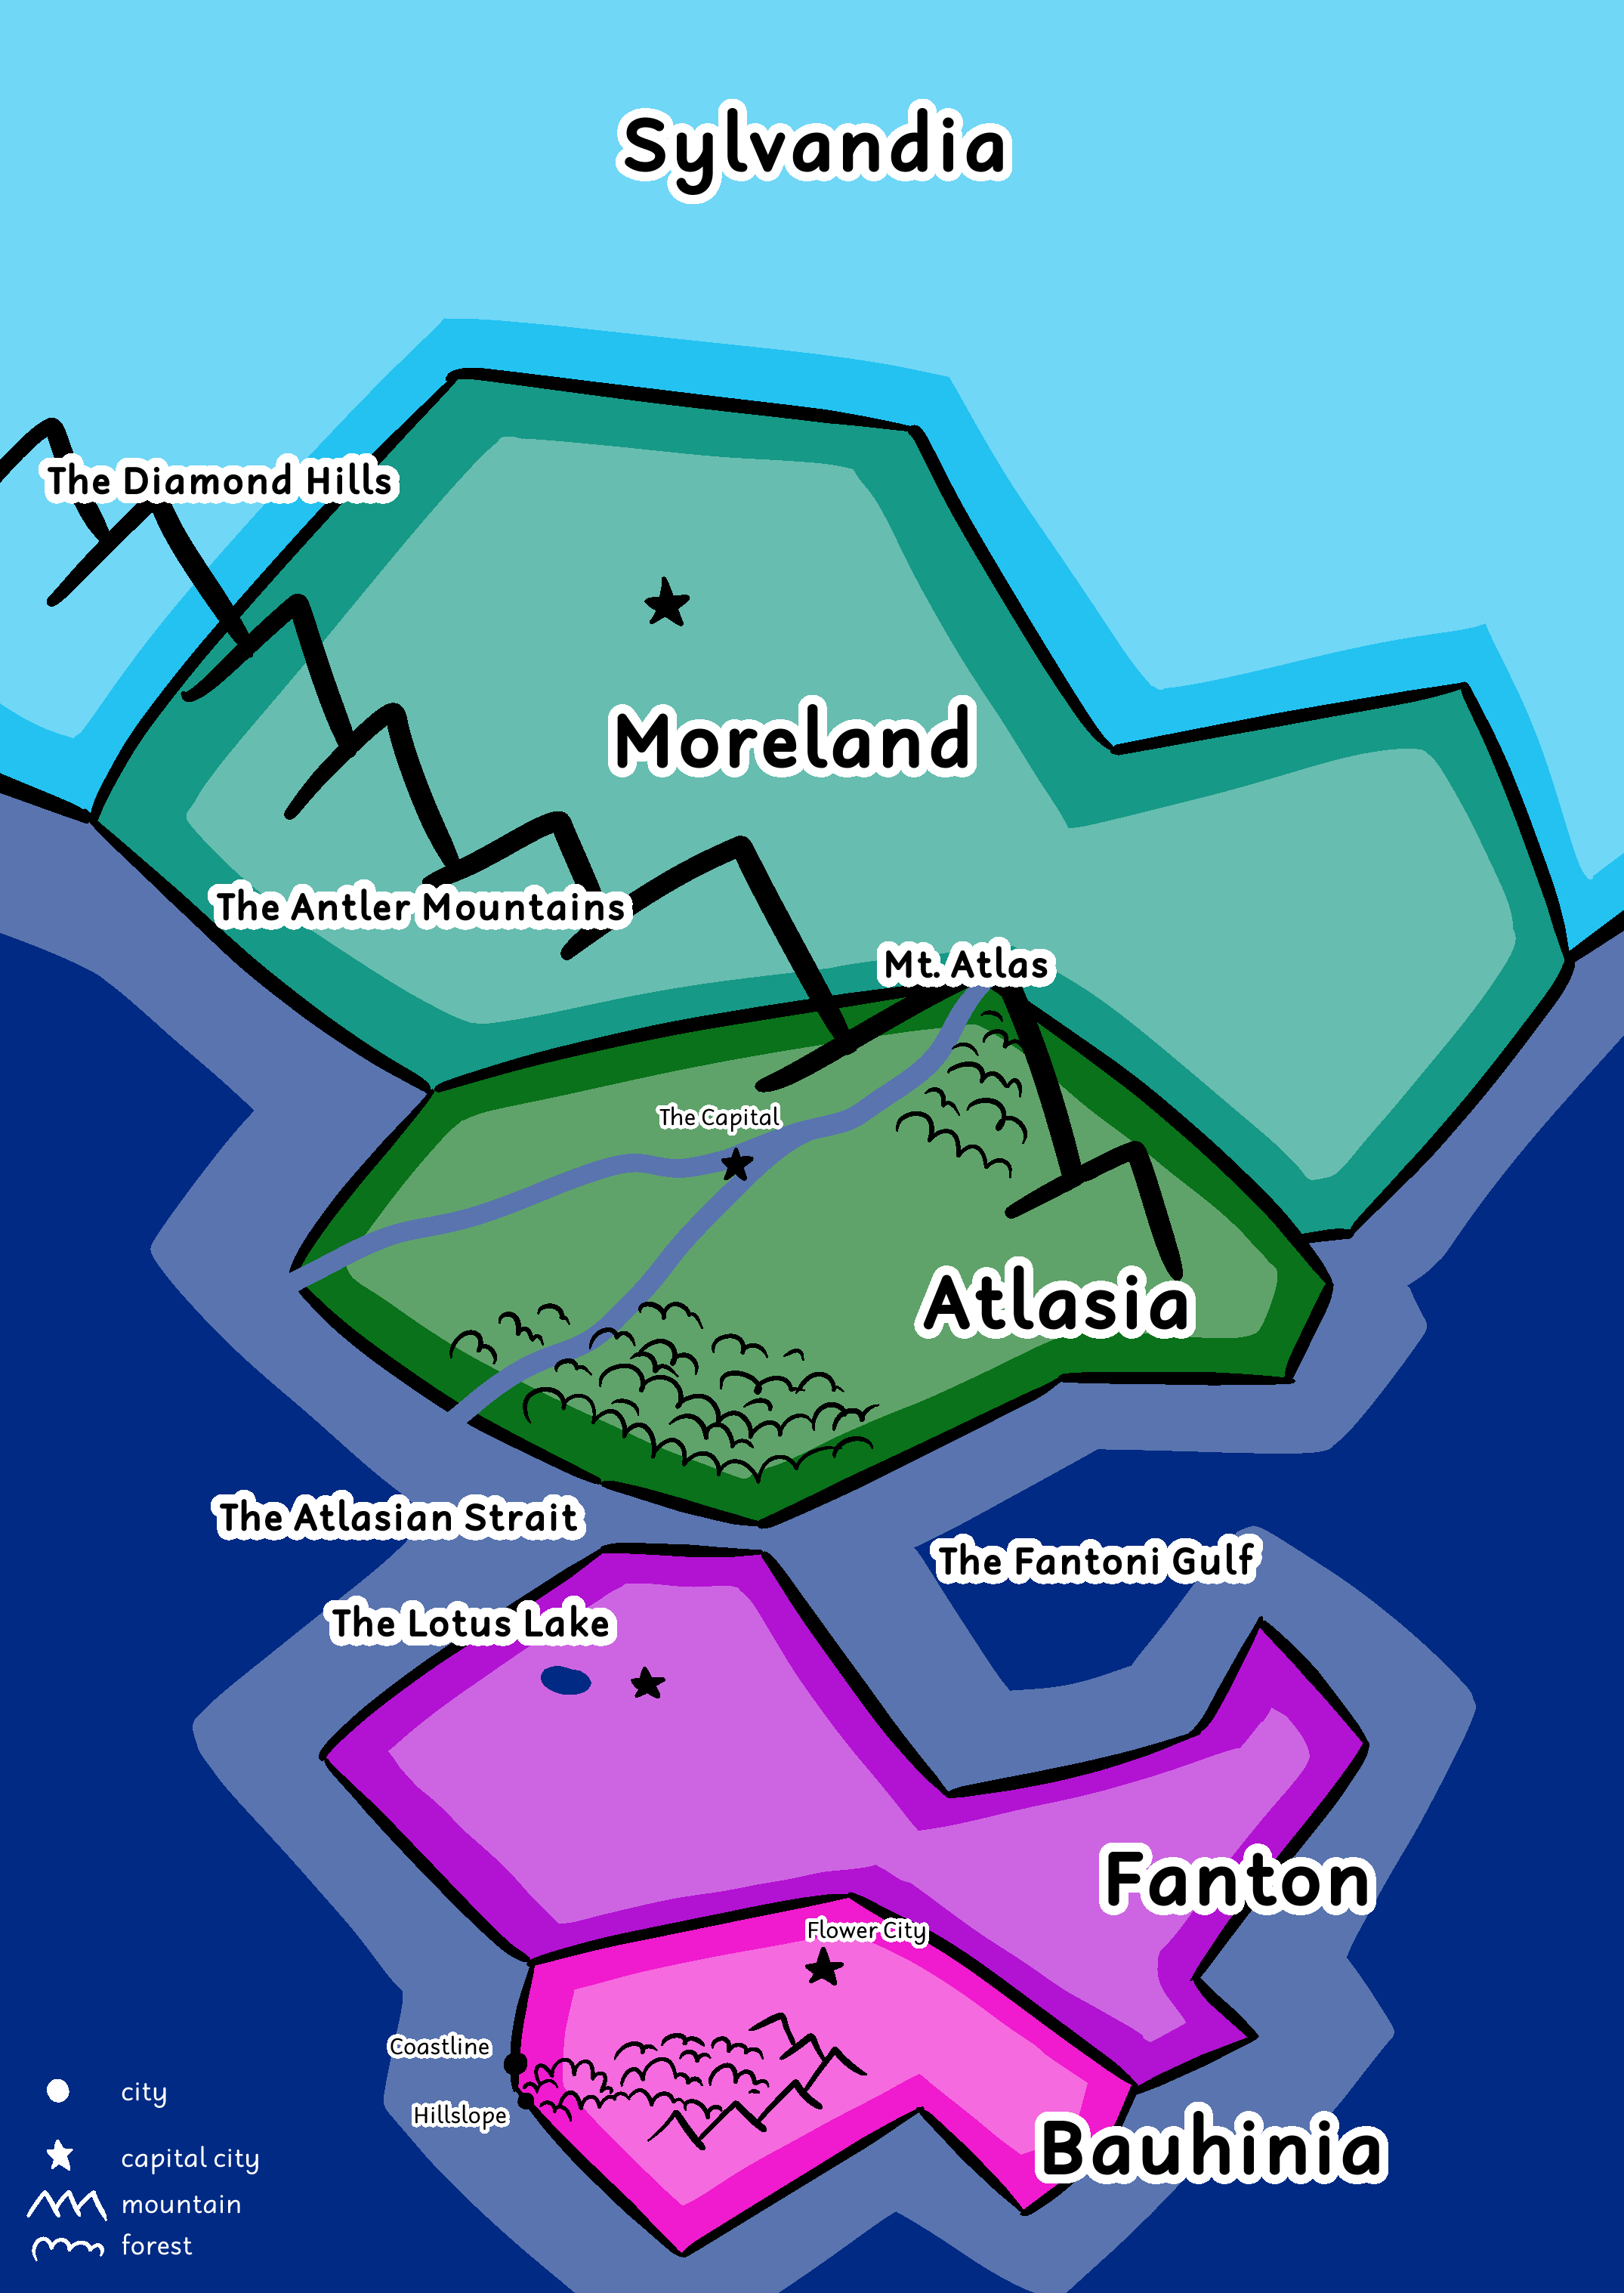 Sylvandia
The Diamond Hills
Moreland
The Antler Mountains
Mt. Atlas
The Capital
Atlasia
The Atlasian Strait
The Fantoni Gulf
The Lotus Lake
Fanton
Flower City
Coastline
Hillslope
Bauhinia
city
capital city
mountain
forest